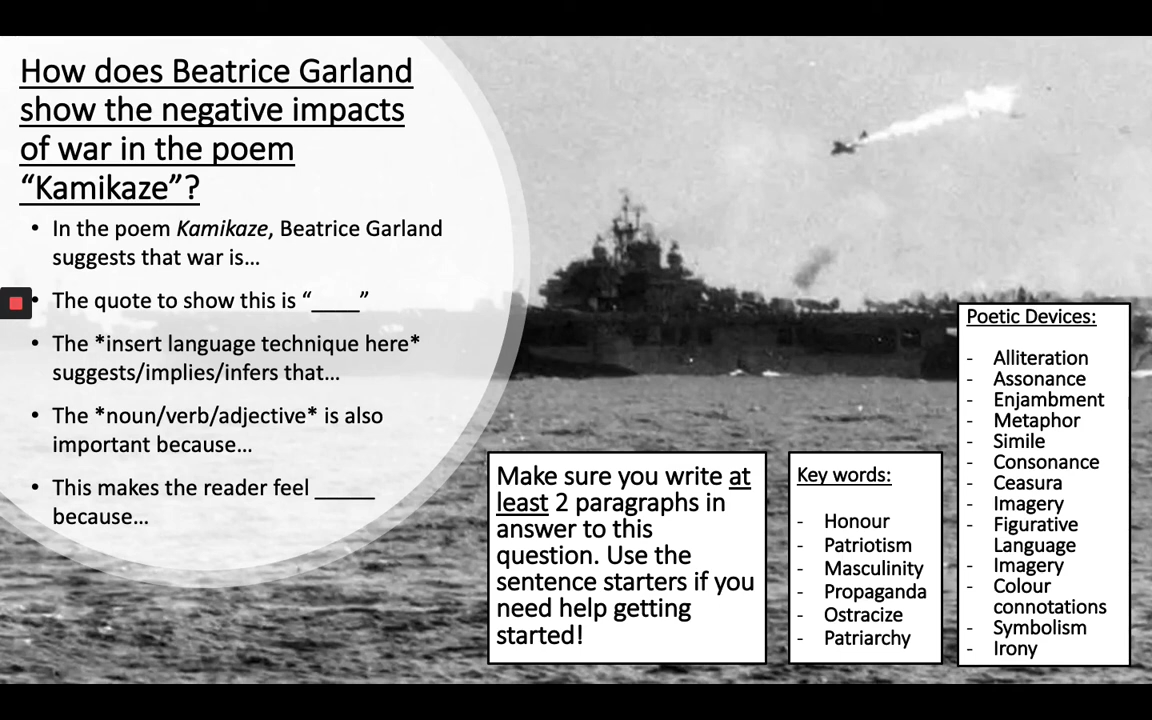 How does Beatrice Garland
show the negative impacts
of war in the poem
“Kamikaze”?
• In the poem Kamikaze, Beatrice Garland
suggests that war is…
• The quote to show this is “____”
• The *insert language technique here*
suggests/implies/infers that…
• The *noun/verb/adjective* is also
important because…
• This makes the reader feel _____
because…
Make sure you write at
least 2 paragraphs in
answer to this
question. Use the
sentence starters if you
need help getting
started!
Key words:
- Honour
- Patriotism
- Masculinity
- Propaganda
- Ostracize
- Patriarchy
Poetic Devices:
- Alliteration
- Assonance
- Enjambment
- Metaphor
- Simile
- Consonance
- Ceasura
- Imagery
- Figurative
Language
- Imagery
- Colour
connotations
- Symbolism
- Irony